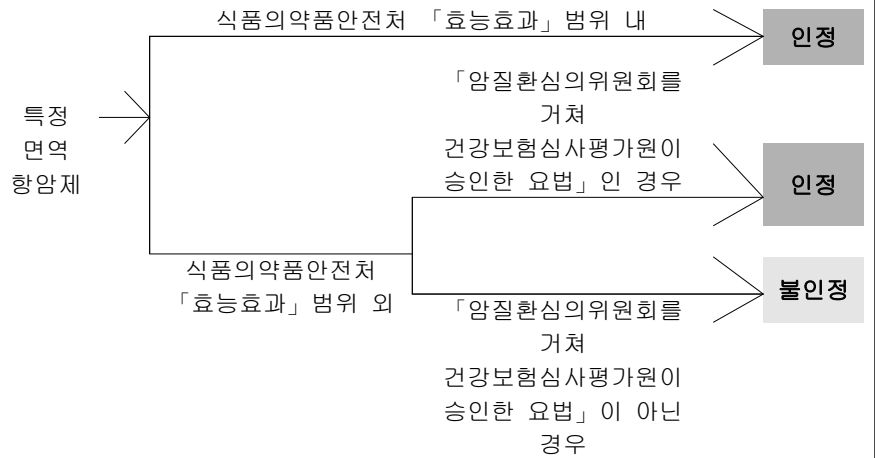 식품의약품안전처 「효능효과」범위 내
인정
특정
면역
항암제
「암질환심의위원회를
거쳐
건강보험심사평가원이
승인한 요법」인 경우
인정
식품의약품안전처
「효능효과」범위 외
불인정
「암질환심의위원회를
거쳐
건강보험심사평가원이
승인한 요법」이 아닌
경우